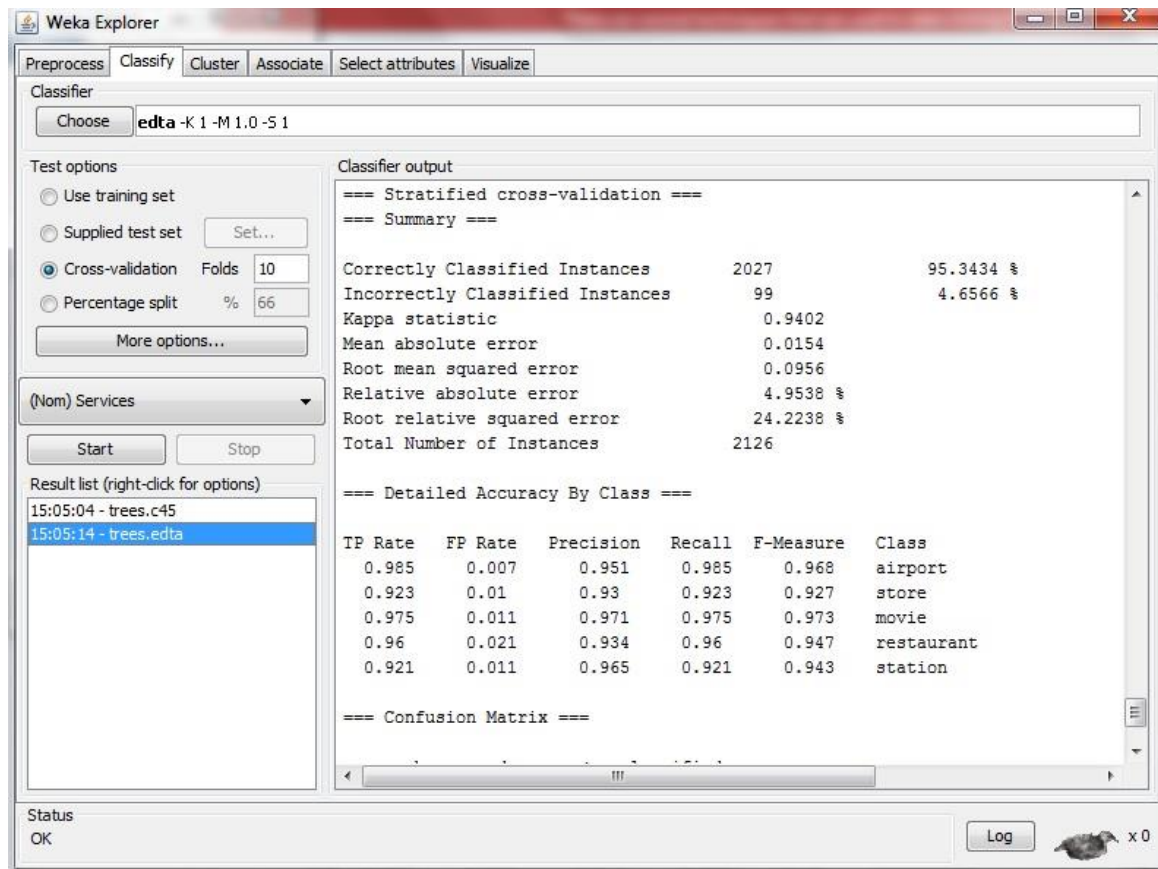 Weka Explorer
Preprocess Classify Cluster Associate Select attributes Visualize
Classifier
Choose edta -K 1 -M 1.0 -S 1
Test options
Use training set
Supplied test set Set...
Cross-validation Folds 10
Percentage split % 66
More options...
(Nom) Services
Start Stop
Result list (right-click for options)
15:05:04 - trees.c45
15:05:14 - trees.edta
Classifier output
=== Stratified cross-validation ===
=== Summary ===
Correctly Classified Instances 2027 95.3434 %
Incorrectly Classified Instances 99 4.6566 %
Kappa statistic 0.9402
Mean absolute error 0.0154
Root mean squared error 0.0956
Relative absolute error 4.9538 %
Root relative squared error 24.2238 %
Total Number of Instances 2126
=== Detailed Accuracy By Class ===
TP Rate FP Rate Precision Recall F-Measure Class
0.985 0.007 0.951 0.985 0.968 airport
0.923 0.01 0.93 0.923 0.927 store
0.975 0.011 0.971 0.975 0.973 movie
0.96 0.021 0.934 0.96 0.947 restaurant
0.921 0.011 0.965 0.921 0.943 station
=== Confusion Matrix ===
Status
OK
Log x 0